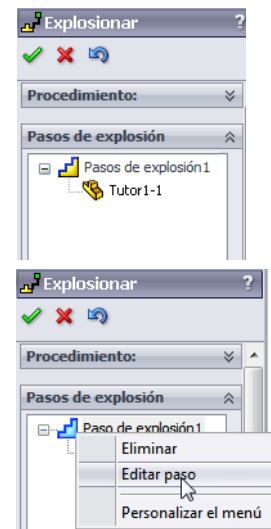 Explosionar ?
Procedimiento:
Pasos de explosión
Pasos de explosión1
Tutor1-1
Explosionar ?
Procedimiento:
Pasos de explosión
Paso de explosión1
Eliminar
Editar paso
Personalizar el menú